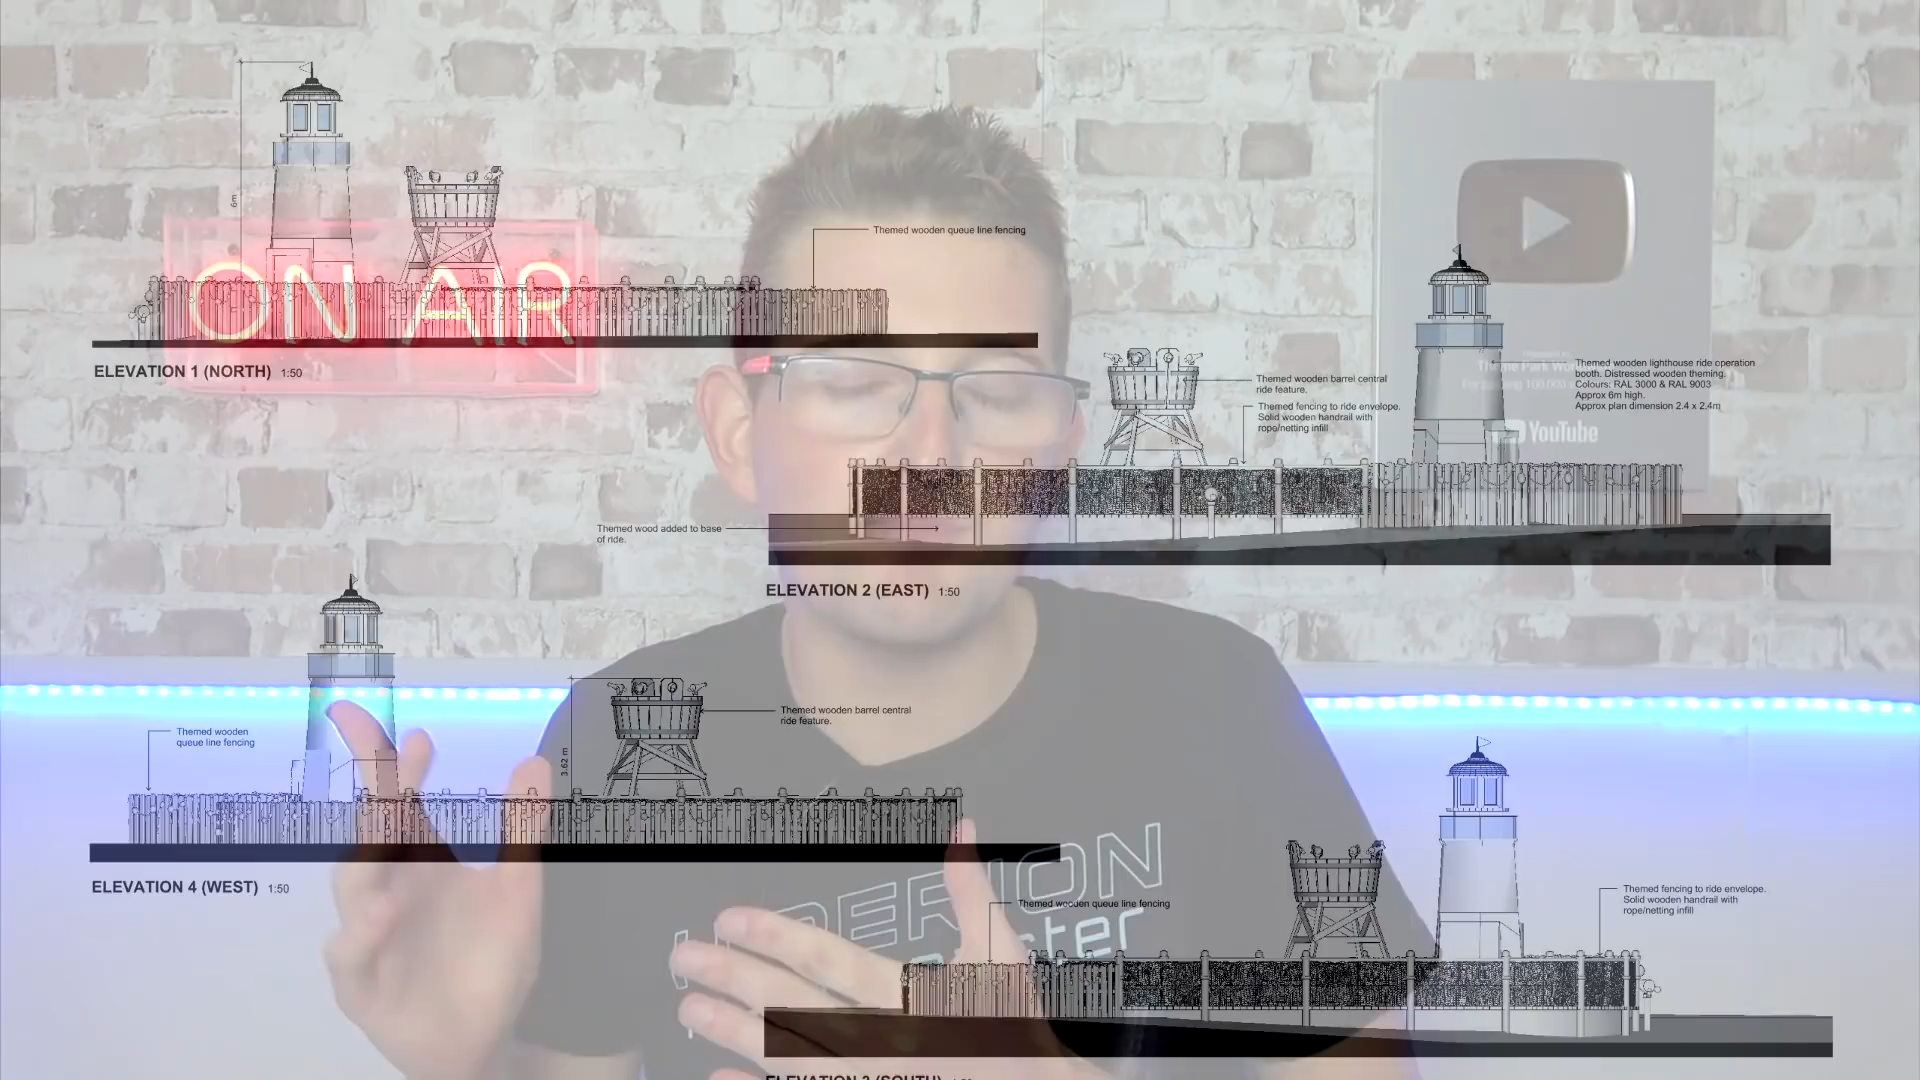 6m
Themed wooden queue line fencing
ON AIR
ELEVATION 1 (NORTH) 1:50
Themed wooden barrel central
ride feature.
Themed fencing to ride envelope.
Solid wooden handrail with
rope/netting infill
Themed wooden lighthouse ride operation
booth. Distressed wooden theming.
Colours: RAL 3000 & RAL 9003
Approx 6m high.
Approx plan dimension 2.4 x 2.4m
YouTube
Themed wood added to base
of ride.
ELEVATION 2 (EAST) 1:50
Themed wooden
queue line fencing
3.62 m
Themed wooden barrel central
ride feature.
ELEVATION 4 (WEST) 1:50
Themed wooden queue line fencing
Themed fencing to ride envelope.
Solid wooden handrail with
rope/netting infill
ELEVATION 3 (SOUTH)